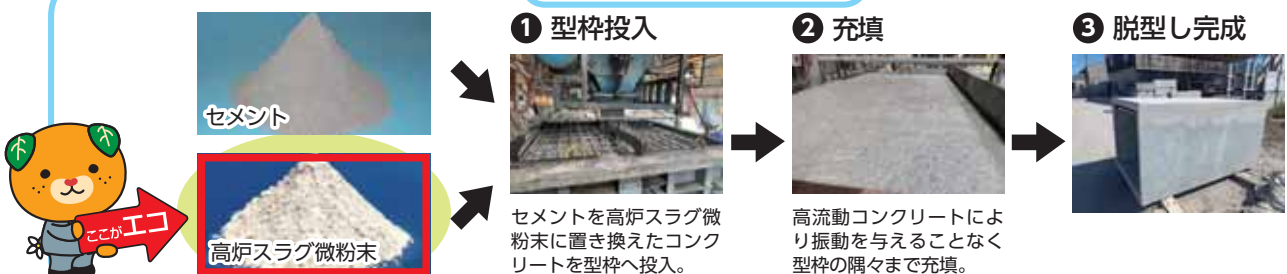 セメント
ここがエコ
高炉スラグ微粉末
❶ 型枠投入
セメントを高炉スラグ微
粉末に置き換えたコンク
リートを型枠へ投入。
❷ 充填
高流動コンクリートによ
り振動を与えることなく
型枠の隅々まで充填。
❸ 脱型し完成